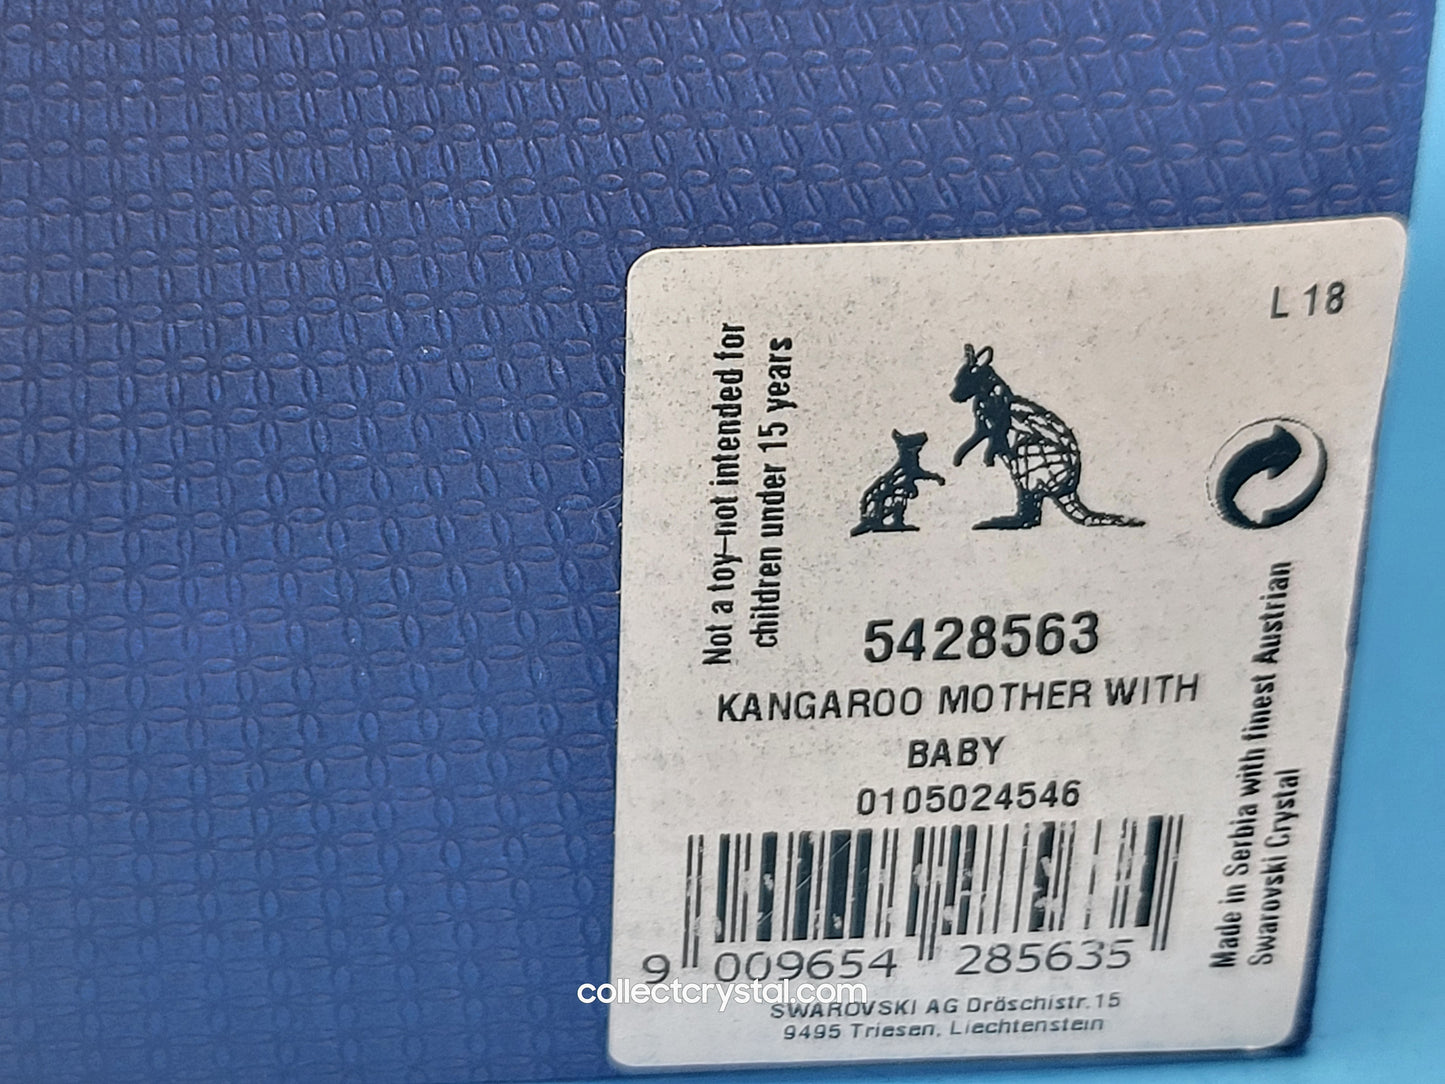 L 18
Not a toy-not intended for
children under 15 years
5428563
KANGAROO MOTHER WITH
BABY
0105024546
9 009654 285635
Made in Serbia with finest Austrian
Swarovski Crystal
collectcrystal.com
SWAROVSKI AG Dröschistr.15
9495 Triesen, Liechtenstein